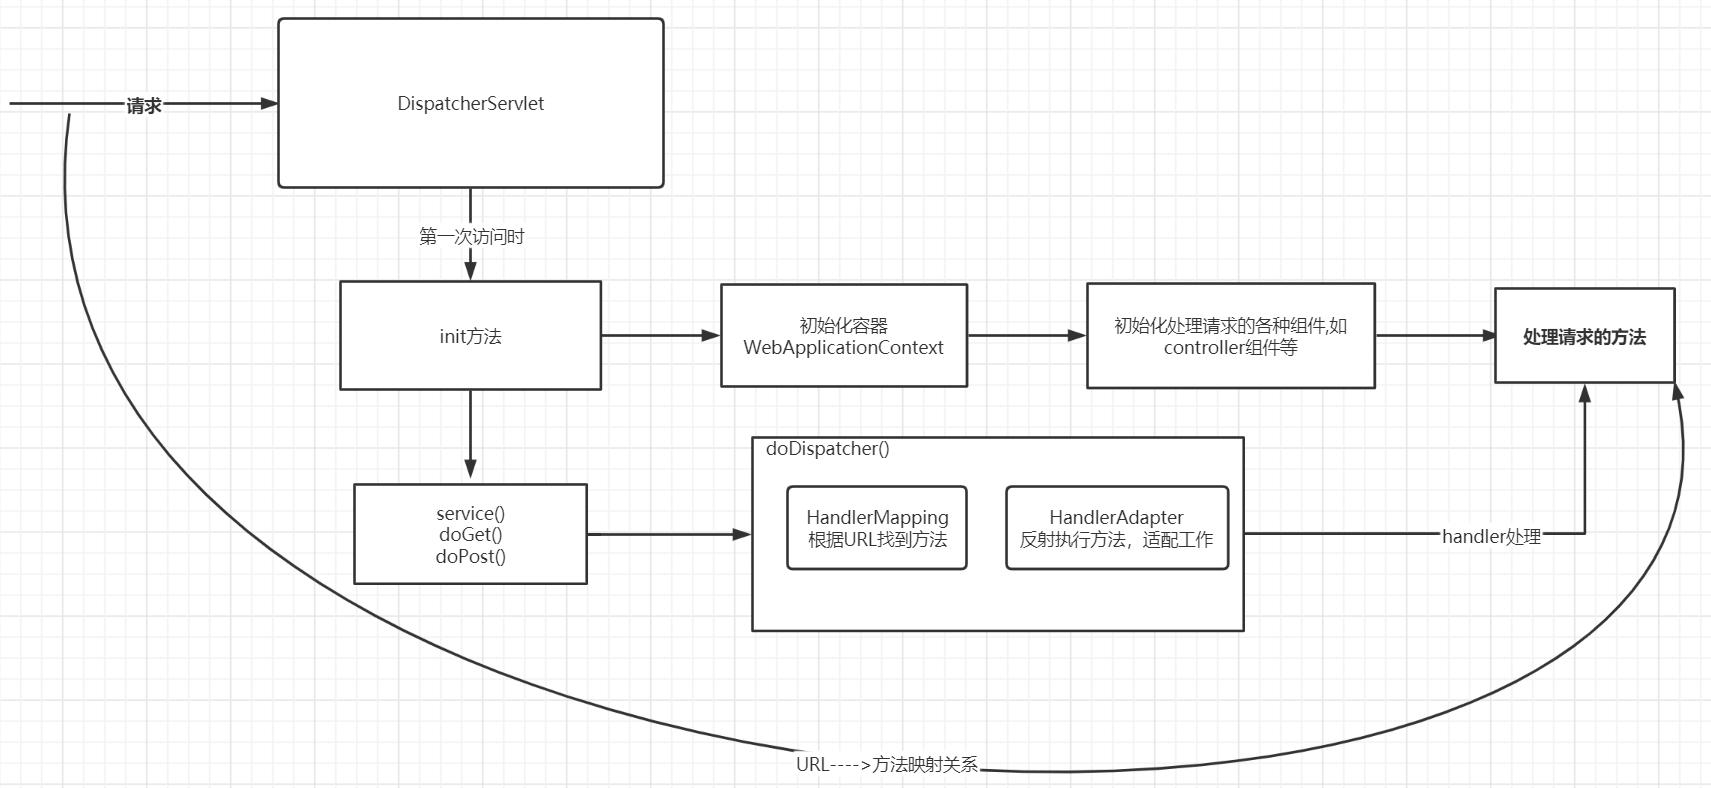 DispatcherServlet
请求
第一次访问时
init方法
初始化容器
WebApplicationContext
初始化处理请求的各种组件,如
controller组件等
处理请求的方法
service()
doGet()
doPost()
doDispatcher()
HandlerMapping
根据URL找到方法
HandlerAdapter
反射执行方法，适配工作
handler处理
URL---->方法映射关系